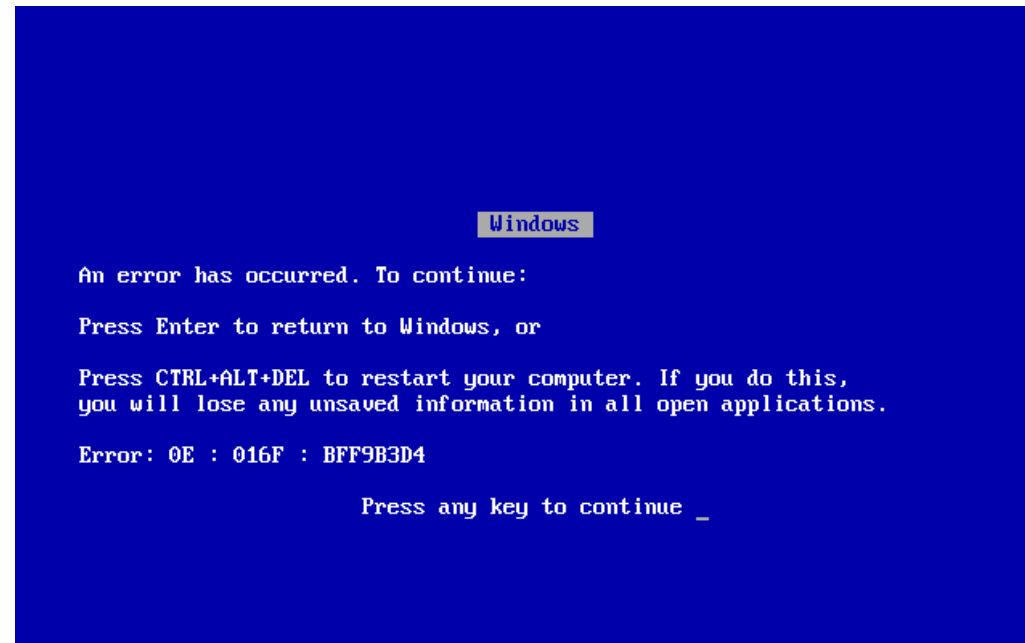 Windows
An error has occurred. To continue:
Press Enter to return to Windows, or
Press CTRL+ALT+DEL to restart your computer. If you do this,
you will lose any unsaved information in all open applications.
Error: 0E : 016F : BFF9B3D4
Press any key to continue _